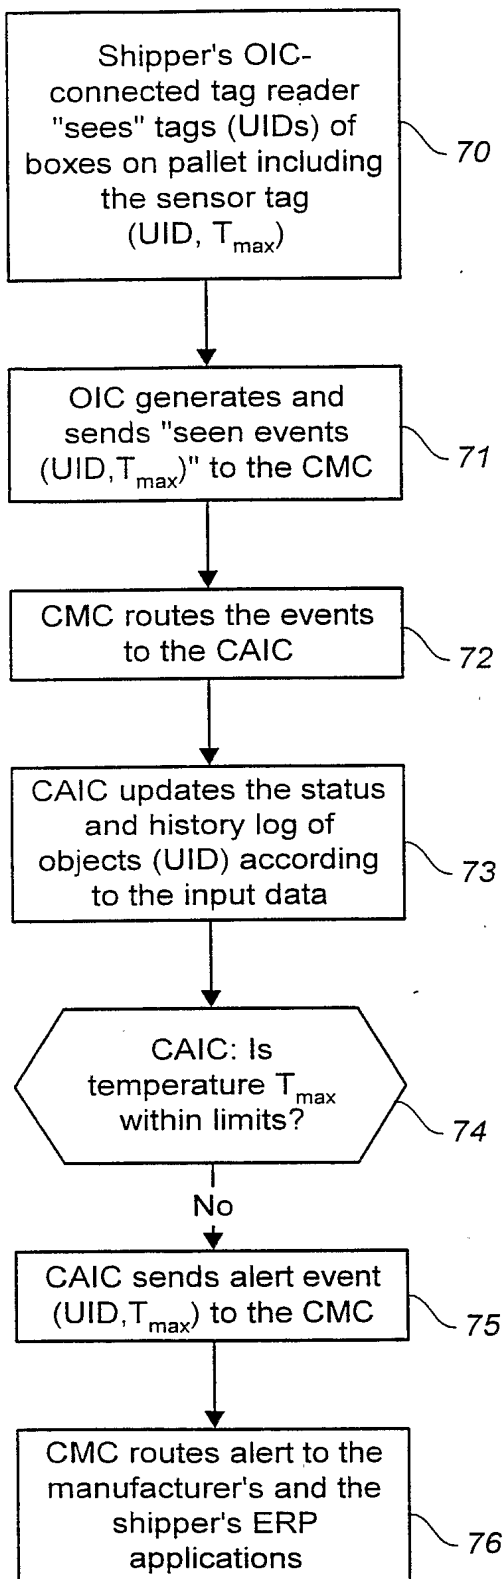 Shipper's OIC-
connected tag reader
"sees" tags (UIDs) of
boxes on pallet including
the sensor tag
(UID, Tmax)
70
OIC generates and
sends "seen events
(UID,Tmax)" to the CMC
71
CMC routes the events
to the CAIC
72
CAIC updates the status
and history log of
objects (UID) according
to the input data
73
CAIC: Is
temperature Tmax
within limits?
74
No
CAIC sends alert event
(UID,Tmax) to the CMC
75
CMC routes alert to the
manufacturer's and the
shipper's ERP
applications
76